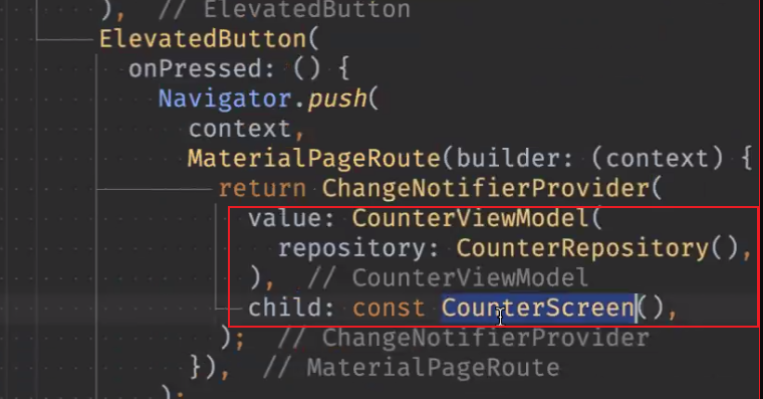 ), // ElevatedButton
ElevatedButton(
onPressed: () {
Navigator.push(
context,
MaterialPageRoute(builder: (context) {
return ChangeNotifierProvider(
value: CounterViewModel(
repository: CounterRepository(),
), // CounterViewModel
child: const CounterScreen(),
); // ChangeNotifierProvider
}), // MaterialPageRoute
);